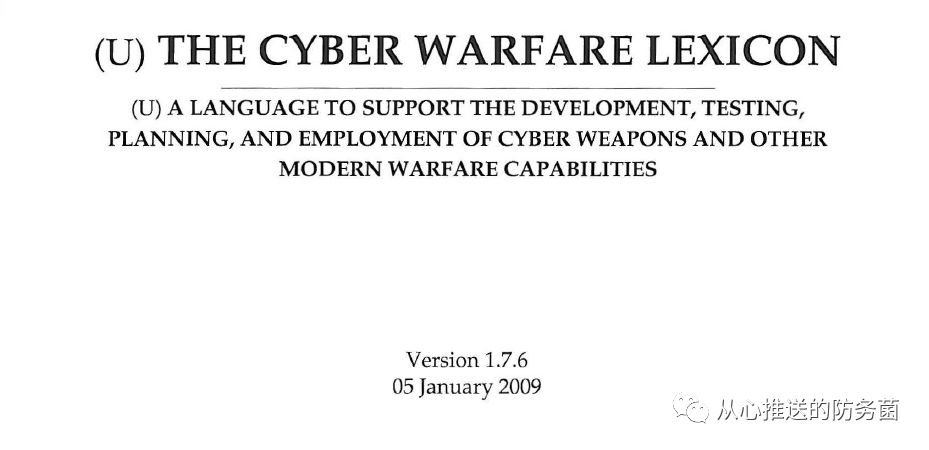 (U) THE CYBER WARFARE LEXICON
(U) A LANGUAGE TO SUPPORT THE DEVELOPMENT, TESTING,
PLANNING, AND EMPLOYMENT OF CYBER WEAPONS AND OTHER
MODERN WARFARE CAPABILITIES
Version 1.7.6
05 January 2009
从心推送的防务菌